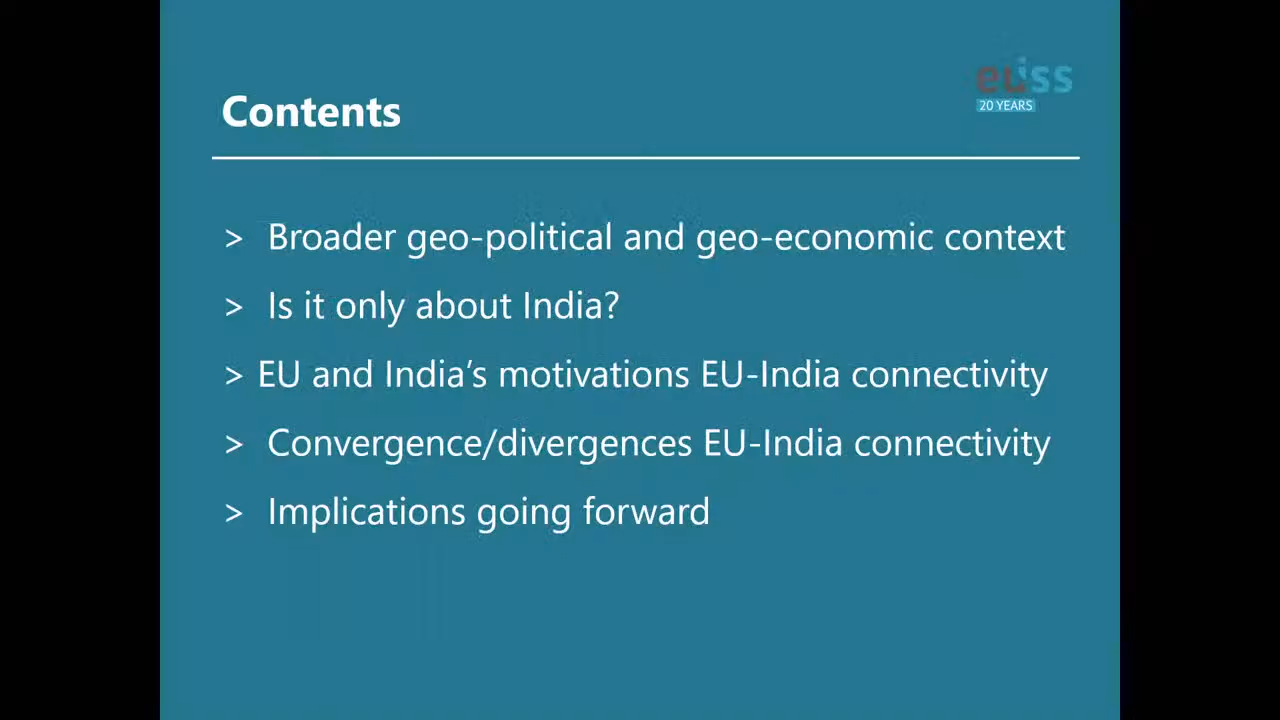 euiss
20 YEARS
Contents
> Broader geo-political and geo-economic context
> Is it only about India?
> EU and India’s motivations EU-India connectivity
> Convergence/divergences EU-India connectivity
> Implications going forward